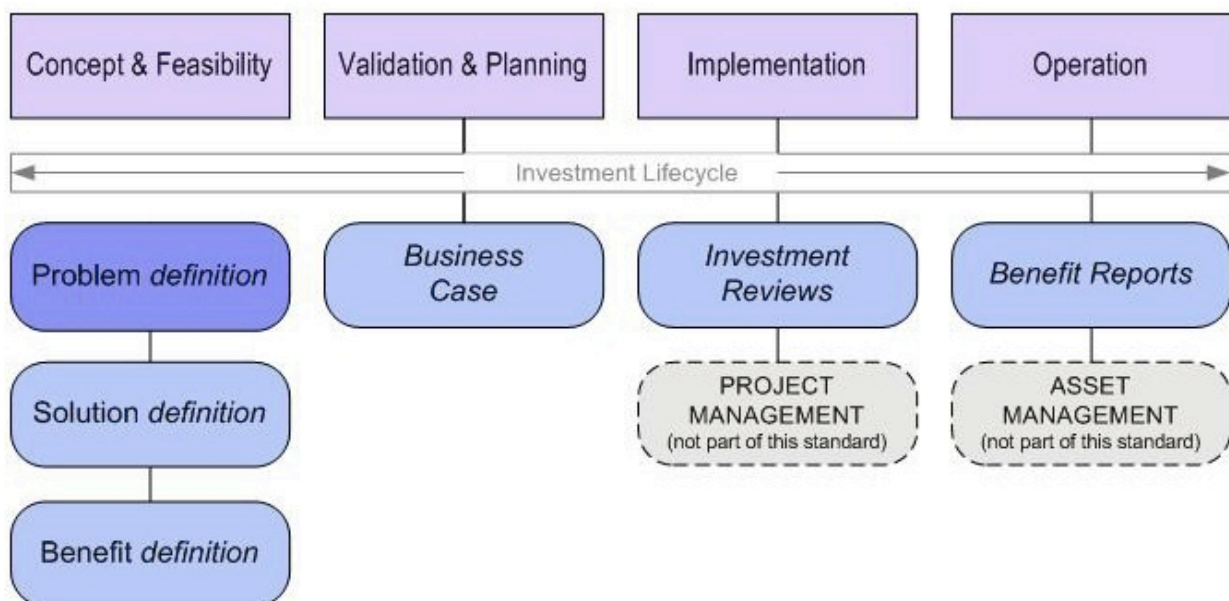 Concept & Feasibility
Validation & Planning
Implementation
Operation
Investment Lifecycle
Problem definition
Solution definition
Benefit definition
Business
Case
Investment
Reviews
PROJECT
MANAGEMENT
(not part of this standard)
Benefit Reports
ASSET
MANAGEMENT
(not part of this standard)